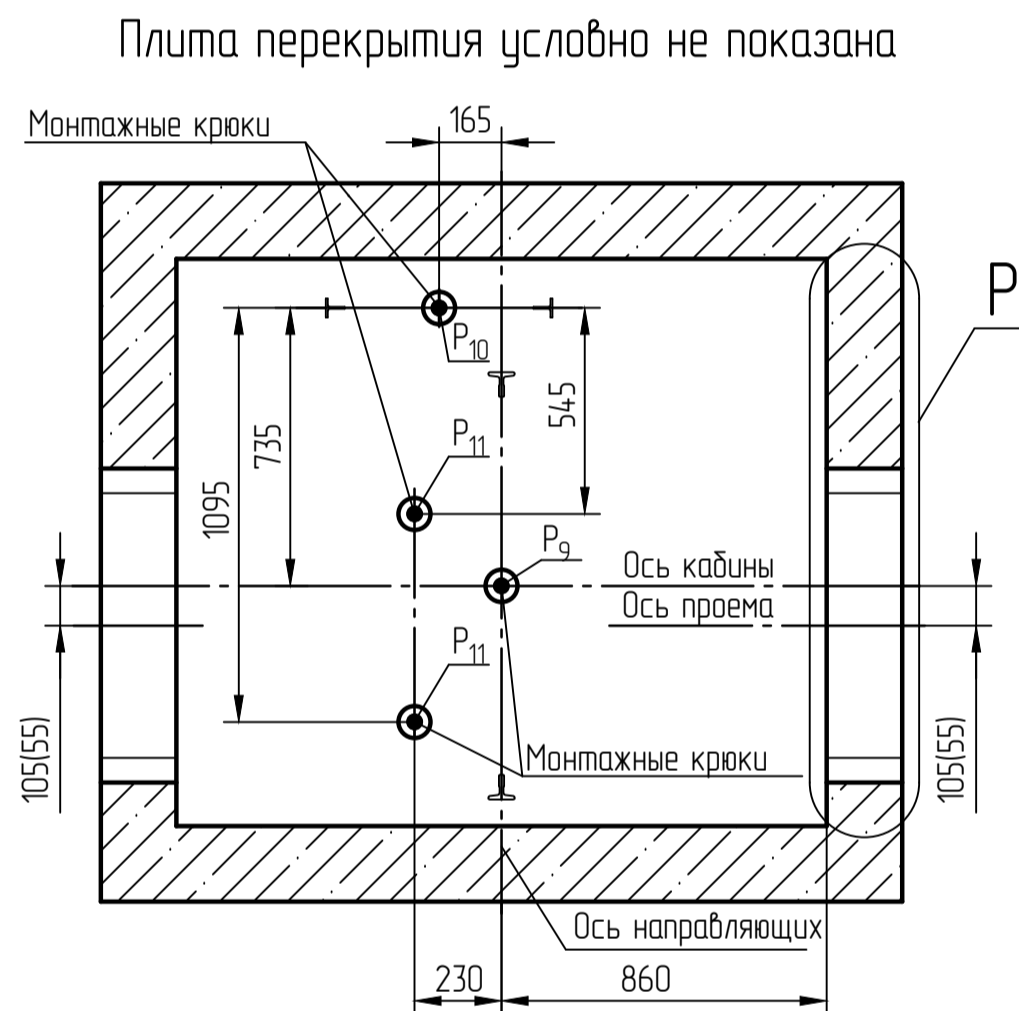 Плита перекрытия условно не показана
Монтажные крюки
165
P
P10
545
735
P11
1095
P9
Ось кабины
Ось проема
P11
105(55)
105(55)
Монтажные крюки
Ось направляющих
230
860